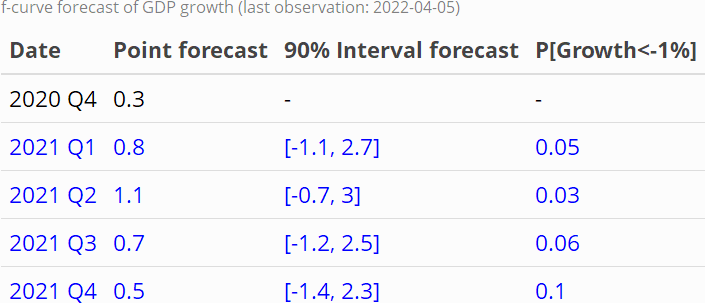 f-curve forecast of GDP growth (last observation: 2022-04-05)
Date Point forecast 90% Interval forecast P[Growth<-1%]
2020 Q4 0.3 - -
2021 Q1 0.8 [-1.1, 2.7] 0.05
2021 Q2 1.1 [-0.7, 3] 0.03
2021 Q3 0.7 [-1.2, 2.5] 0.06
2021 Q4 0.5 [-1.4, 2.3] 0.1